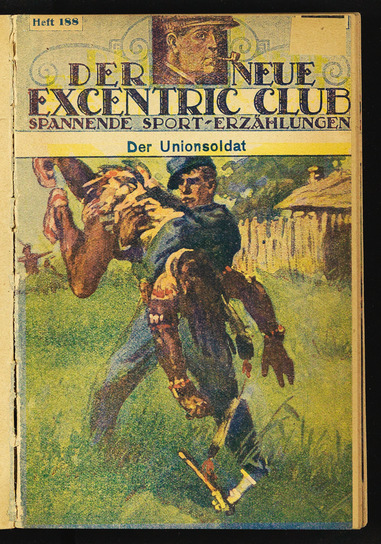 Heft 188
DER NEUE
EXCENTRIC CLUB
SPANNENDE SPORT-ERZÄHLUNGEN
Der Unionsoldat